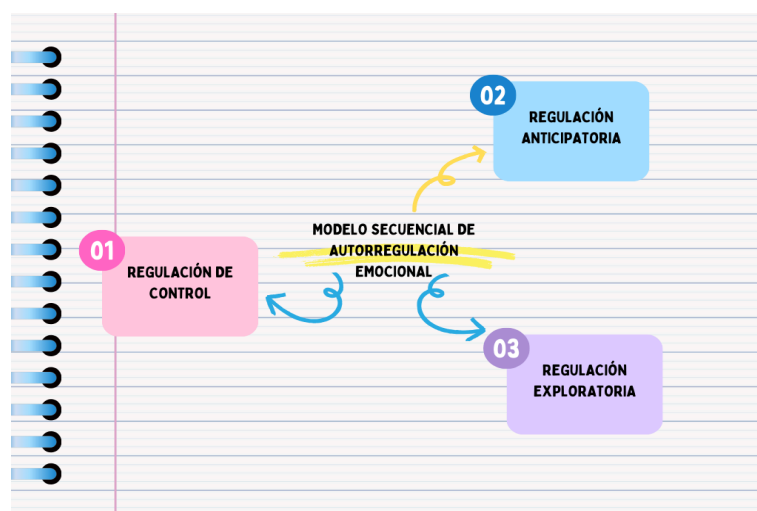 MODELO SECUENCIAL DE
AUTORREGULACIÓN
EMOCIONAL
01
REGULACIÓN DE
CONTROL
02
REGULACIÓN
ANTICIPATORIA
03
REGULACIÓN
EXPLORATORIA